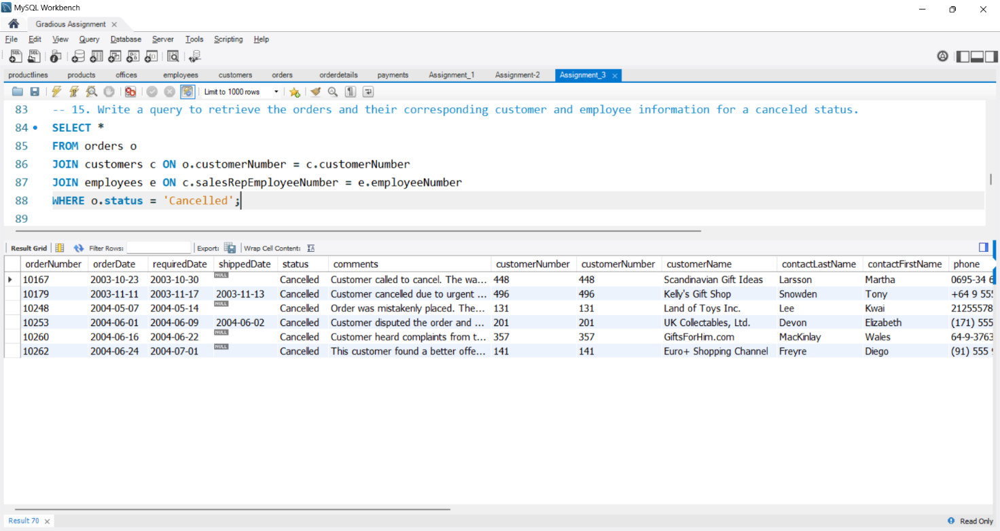 MySQL Workbench
Gradious Assignment
File Edit View Query Database Server Tools Scripting Help
productlines products offices employees customers orders orderdetails payments Assignment_1 Assignment-2 Assignment_3
Limit to 1000 rows
83 -- 15. Write a query to retrieve the orders and their corresponding customer and employee information for a canceled status.
84 SELECT *
85 FROM orders o
86 JOIN customers c ON o.customerNumber = c.customerNumber
87 JOIN employees e ON c.salesRepEmployeeNumber = e.employeeNumber
88 WHERE o.status = 'Cancelled';
89
Result Grid Filter Rows: Export: Wrap Cell Content:
orderNumber orderDate requiredDate shippedDate status comments customerNumber customerNumber customerName contactLastName contactFirstName phone
10167 2003-10-23 2003-10-30 NULL Cancelled Customer called to cancel. The wa... 448 448 Scandinavian Gift Ideas Larsson Martha 0695-34 6
10179 2003-11-11 2003-11-17 2003-11-13 Cancelled Customer cancelled due to urgent ... 496 496 Kelly's Gift Shop Snowden Tony +64 9 555
10248 2004-05-07 2004-05-14 NULL Cancelled Order was mistakenly placed. The... 131 131 Land of Toys Inc. Lee Kwai 21255578
10253 2004-06-01 2004-06-09 2004-06-02 Cancelled Customer disputed the order and ... 201 201 UK Collectables, Ltd. Devon Elizabeth (171) 555
10260 2004-06-16 2004-06-22 NULL Cancelled Customer heard complaints from t... 357 357 GiftsForHim.com MacKinlay Wales 64-9-3763
10262 2004-06-24 2004-07-01 NULL Cancelled This customer found a better offe... 141 141 Euro+ Shopping Channel Freyre Diego (91) 555
Result 70 Read Only